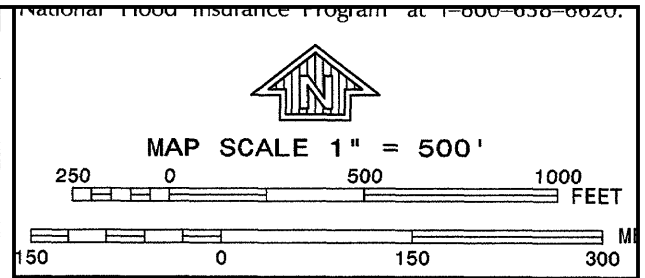 National Flood Insurance Program at 1-800-638-6620.
N
MAP SCALE 1" = 500'
250 0 500 1000
FEET
150 0 150 300